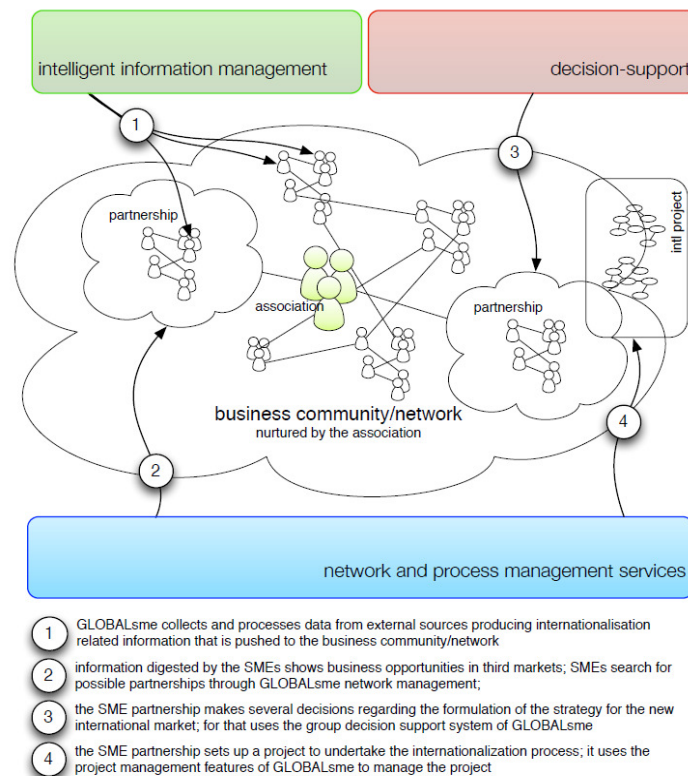 intelligent information management
decision-support
1
3
partnership
intl project
association
partnership
business community/network
nurtured by the association
4
2
network and process management services
1 GLOBALsme collects and processes data from external sources producing internationalisation
related information that is pushed to the business community/network
2 information digested by the SMEs shows business opportunities in third markets; SMEs search for
possible partnerships through GLOBALsme network management;
3 the SME partnership makes several decisions regarding the formulation of the strategy for the new
international market; for that uses the group decision support system of GLOBALsme
4 the SME partnership sets up a project to undertake the internationalization process; it uses the
project management features of GLOBALsme to manage the project